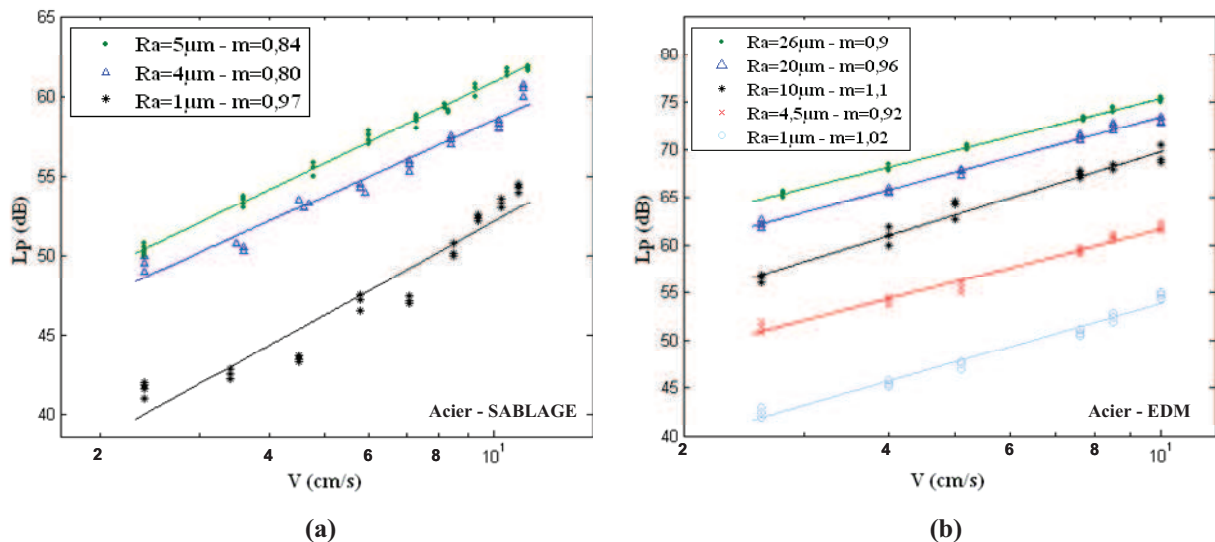 65
60
55
50
45
40
Lp (dB)
Ra=5µm - m=0,84
Ra=4µm - m=0,80
Ra=1µm - m=0,97
Acier - SABLAGE
2
4
6
8
10¹
V (cm/s)
(a)
80
75
70
65
60
55
50
45
40
Lp (dB)
Ra=26µm - m=0,9
Ra=20µm - m=0,96
Ra=10µm - m=1,1
Ra=4,5µm - m=0,92
Ra=1µm - m=1,02
Acier - EDM
2
4
6
8
10¹
V (cm/s)
(b)